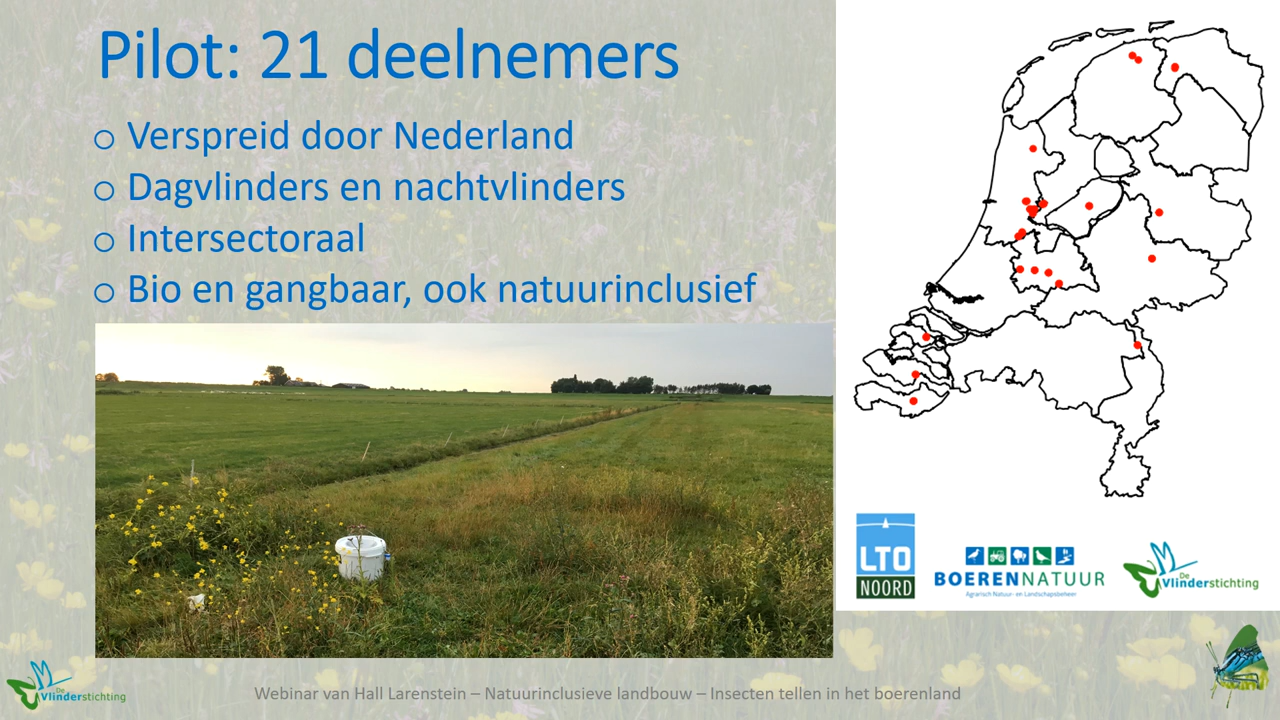 Pilot: 21 deelnemers
o Verspreid door Nederland
o Dagvlinders en nachtvlinders
o Intersectoraal
o Bio en gangbaar, ook natuurinclusief
LTO
NOORD
BOERENNATUUR
Agrarisch Natuur- en Landschapsbeheer
De
Vlinderstichting
De
Vlinderstichting
Webinar van Hall Larenstein – Natuurinclusieve landbouw – Insecten tellen in het boerenland